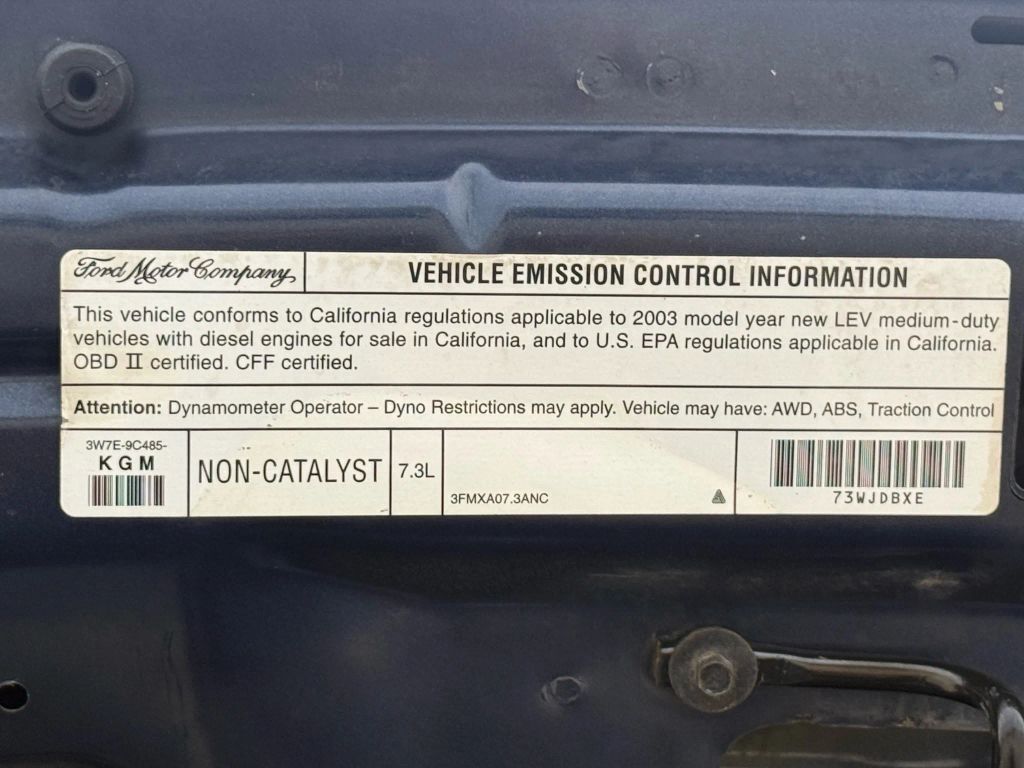 Ford Motor Company,
VEHICLE EMISSION CONTROL INFORMATION
This vehicle conforms to California regulations applicable to 2003 model year new LEV medium-duty
vehicles with diesel engines for sale in California, and to U.S. EPA regulations applicable in California.
OBD II certified. CFF certified.
Attention: Dynamometer Operator – Dyno Restrictions may apply. Vehicle may have: AWD, ABS, Traction Control
3W7E-9C485-
KGM
NON-CATALYST
7.3L
3FMXA07.3ANC
73WJDBXE